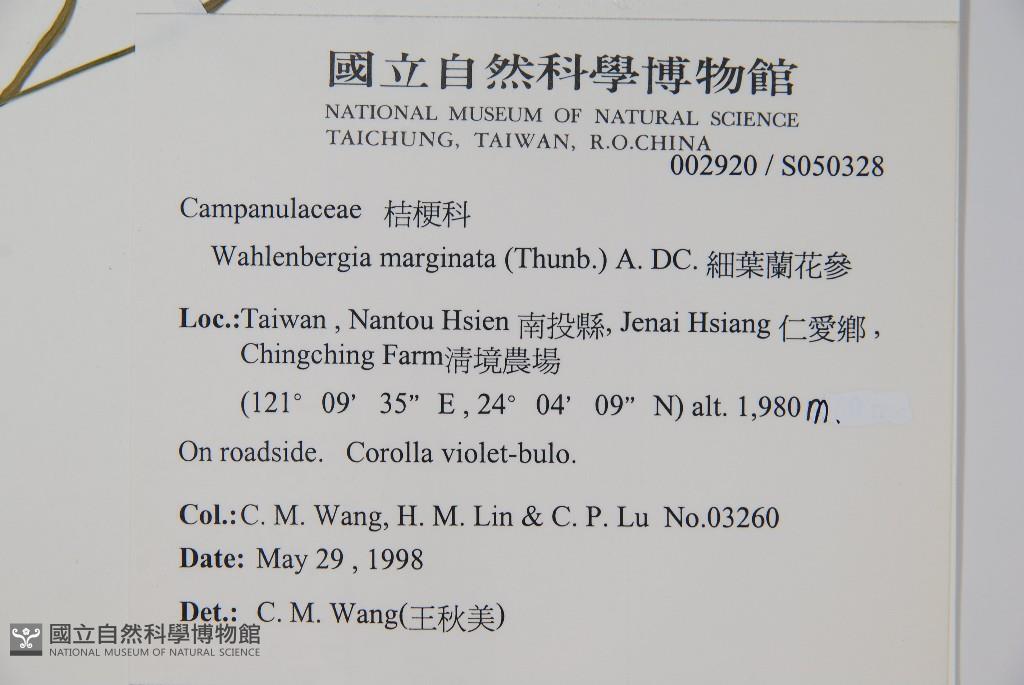 國立自然科學博物館
NATIONAL MUSEUM OF NATURAL SCIENCE
TAICHUNG, TAIWAN, R.O.CHINA
002920 / S050328
Campanulaceae 桔梗科
Wahlenbergia marginata (Thunb.) A. DC. 細葉蘭花參
Loc.:Taiwan , Nantou Hsien 南投縣, Jenai Hsiang 仁愛鄉 ,
Chingching Farm清境農場
(121° 09’ 35” E , 24° 04’ 09” N) alt. 1,980 m.
On roadside. Corolla violet-bulo.
Col.:C. M. Wang, H. M. Lin & C. P. Lu No.03260
Date: May 29 , 1998
Det.: C. M. Wang(王秋美)
國立自然科學博物館
NATIONAL MUSEUM OF NATURAL SCIENCE